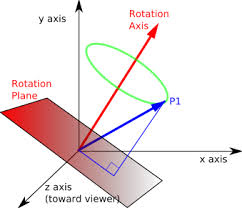 y axis
Rotation
Axis
Rotation
Plane
P1
x axis
z axis
(toward viewer)